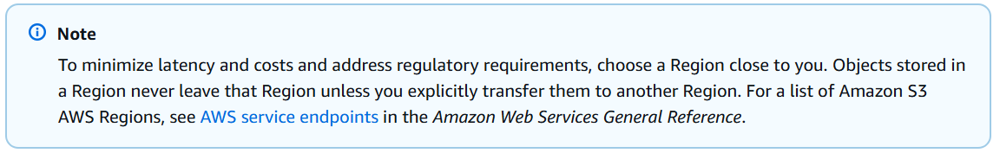 Note
To minimize latency and costs and address regulatory requirements, choose a Region close to you. Objects stored in
a Region never leave that Region unless you explicitly transfer them to another Region. For a list of Amazon S3
AWS Regions, see AWS service endpoints in the Amazon Web Services General Reference.